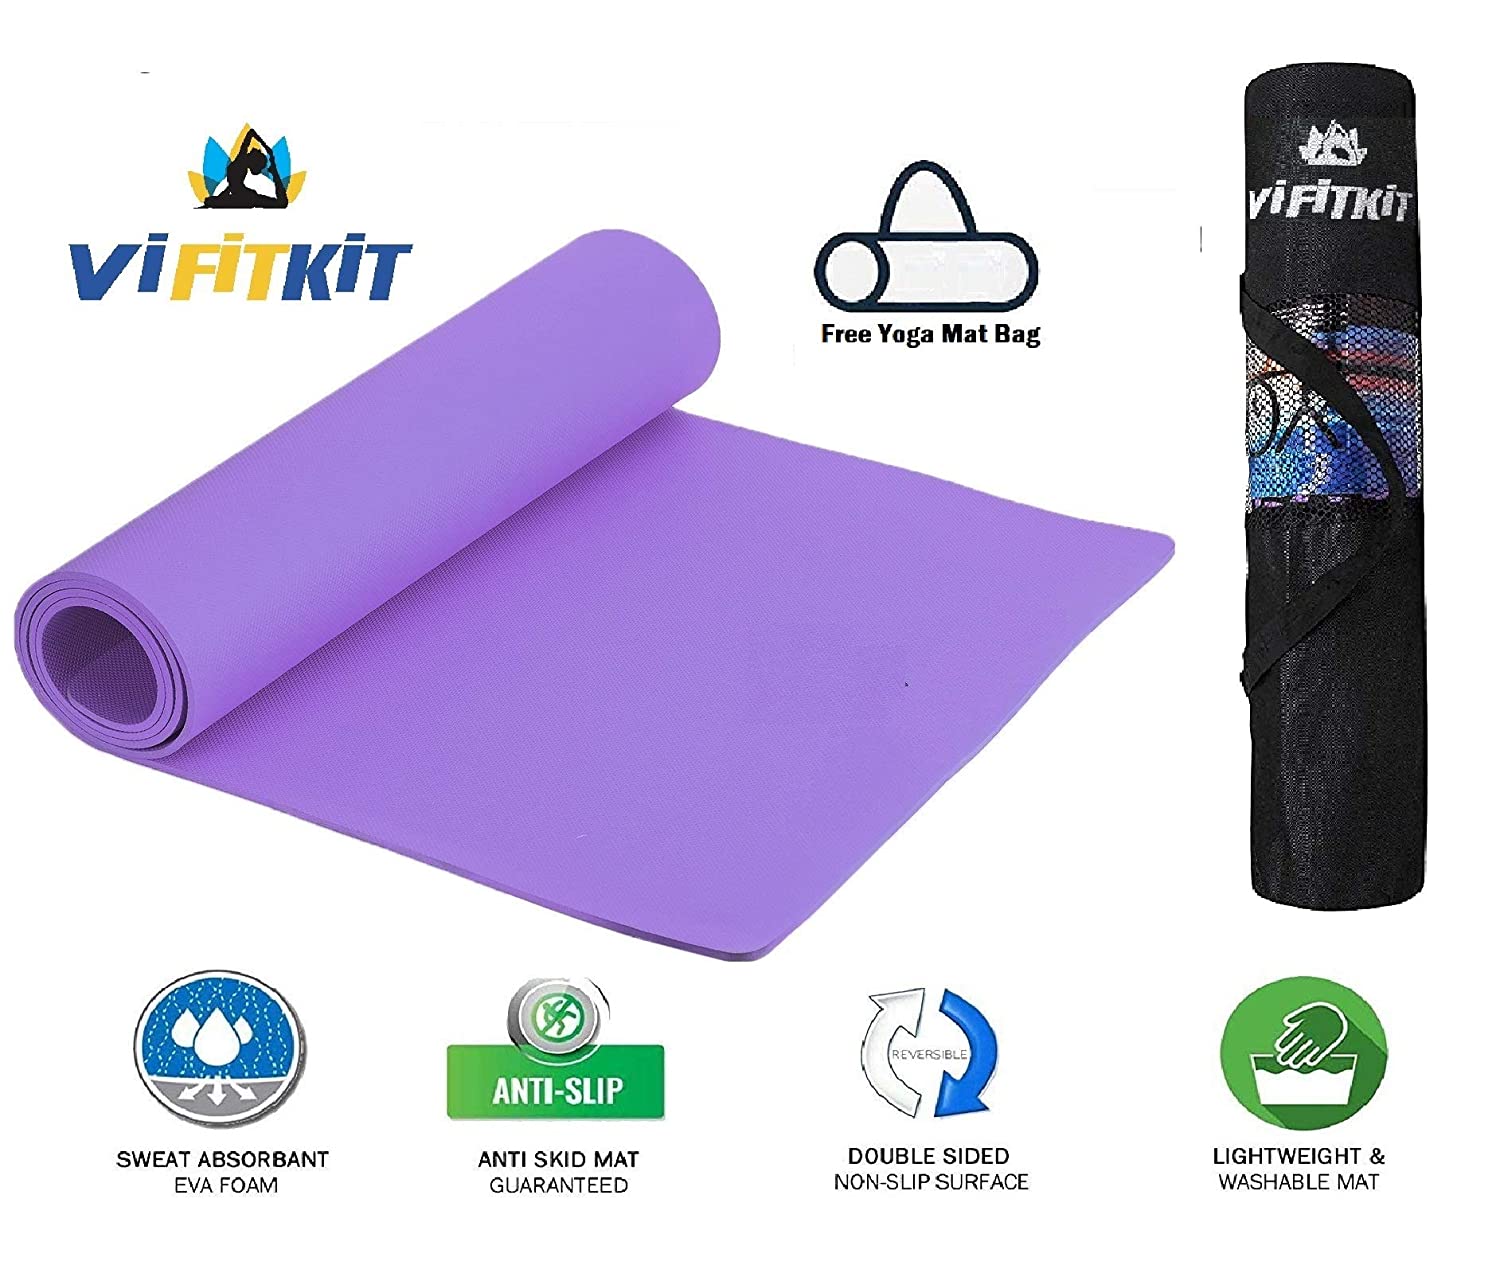 ViFiTKiT
Free Yoga Mat Bag
ViFiTKiT
ANTI-SLIP
REVERSIBLE
SWEAT ABSORBANT
EVA FOAM
ANTI SKID MAT
GUARANTEED
DOUBLE SIDED
NON-SLIP SURFACE
LIGHTWEIGHT &
WASHABLE MAT